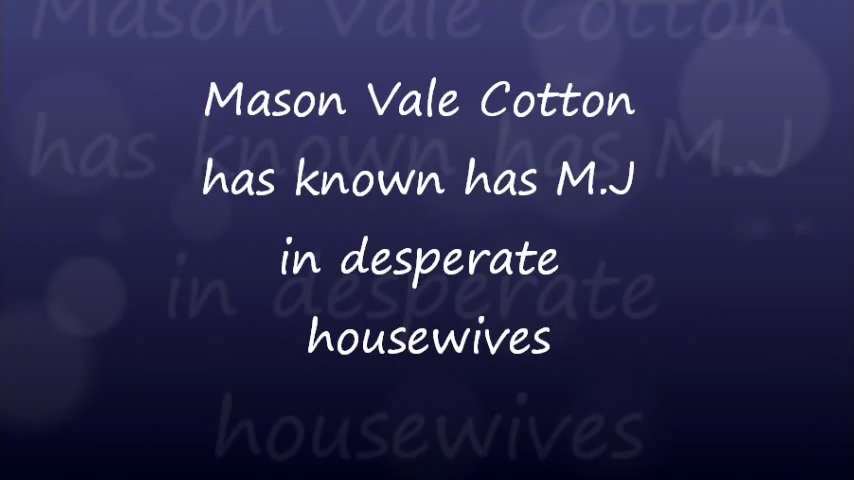 Mason Vale Cotton
has known has M.J
in desperate
housewives